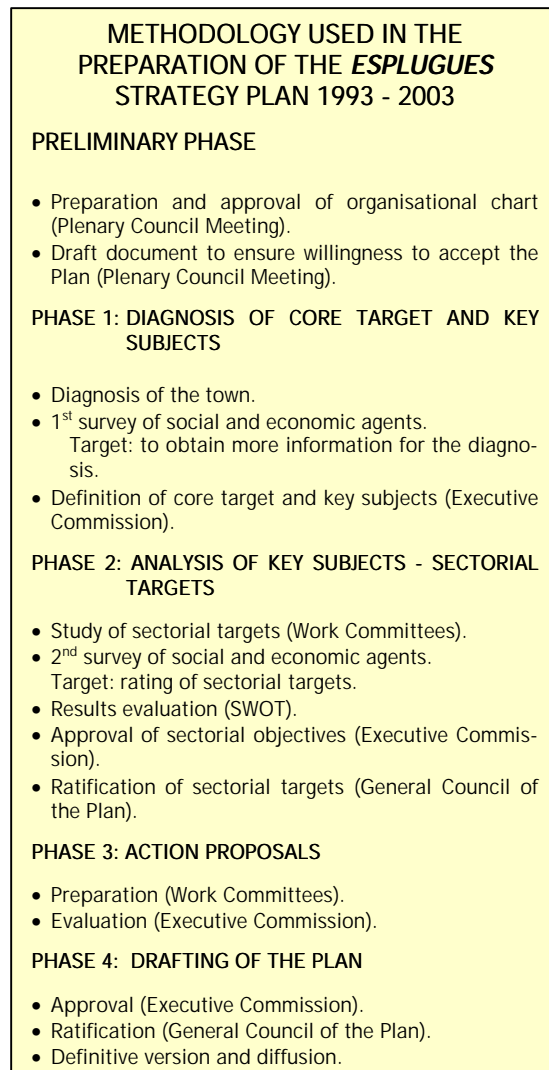 METHODOLOGY USED IN THE
PREPARATION OF THE ESPLUGUES
STRATEGY PLAN 1993 - 2003
PRELIMINARY PHASE
• Preparation and approval of organisational chart
(Plenary Council Meeting).
• Draft document to ensure willingness to accept the
Plan (Plenary Council Meeting).
PHASE 1: DIAGNOSIS OF CORE TARGET AND KEY
SUBJECTS
• Diagnosis of the town.
• 1st survey of social and economic agents.
Target: to obtain more information for the diagno-
sis.
• Definition of core target and key subjects (Executive
Commission).
PHASE 2: ANALYSIS OF KEY SUBJECTS - SECTORIAL
TARGETS
• Study of sectorial targets (Work Committees).
• 2nd survey of social and economic agents.
Target: rating of sectorial targets.
• Results evaluation (SWOT).
• Approval of sectorial objectives (Executive Commis-
sion).
• Ratification of sectorial targets (General Council of
the Plan).
PHASE 3: ACTION PROPOSALS
• Preparation (Work Committees).
• Evaluation (Executive Commission).
PHASE 4: DRAFTING OF THE PLAN
• Approval (Executive Commission).
• Ratification (General Council of the Plan).
• Definitive version and diffusion.